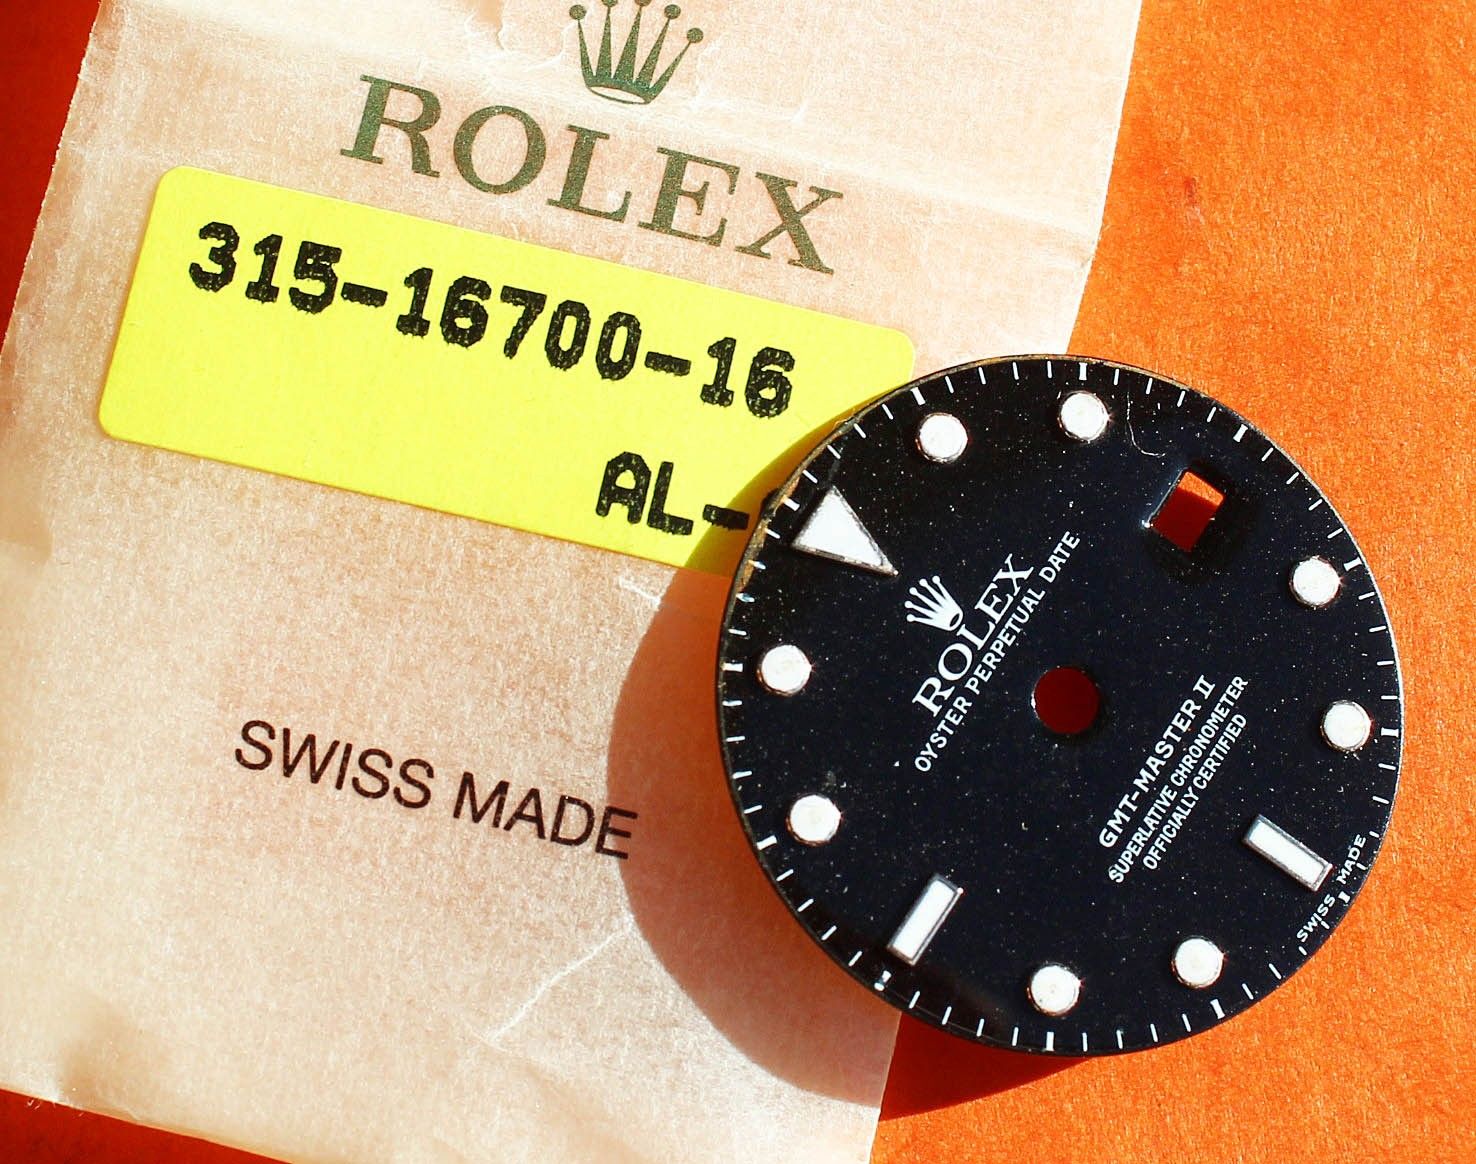 ROLEX
315-16700-16
AL-
SWISS MADE
ROLEX
OYSTER PERPETUAL DATE
GMT-MASTER II
SUPERLATIVE CHRONOMETER
OFFICIALLY CERTIFIED
SWISS MADE